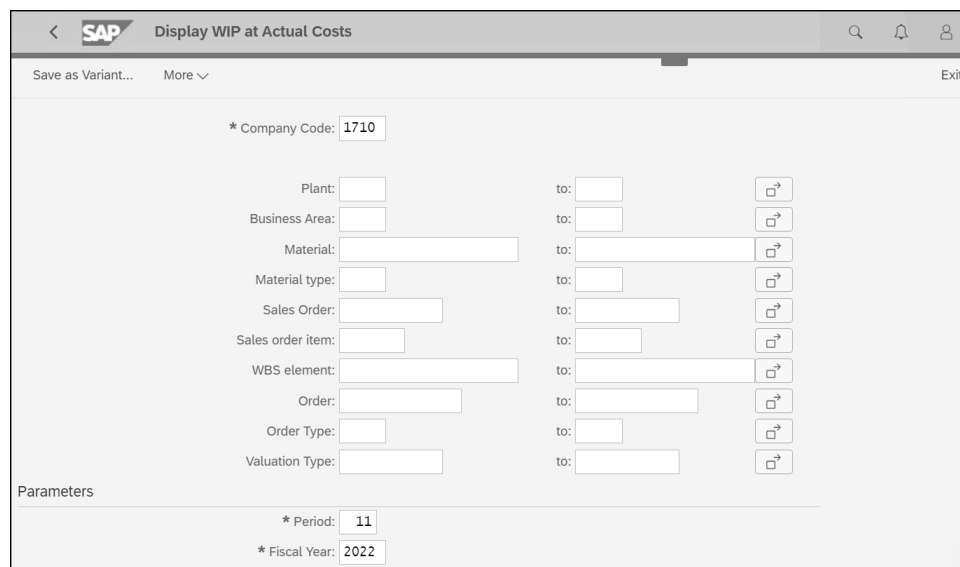 SAP Display WIP at Actual Costs
Save as Variant... More Exit
* Company Code: 1710
Plant: to:
Business Area: to:
Material: to:
Material type: to:
Sales Order: to:
Sales order item: to:
WBS element: to:
Order: to:
Order Type: to:
Valuation Type: to:
Parameters
* Period: 11
* Fiscal Year: 2022